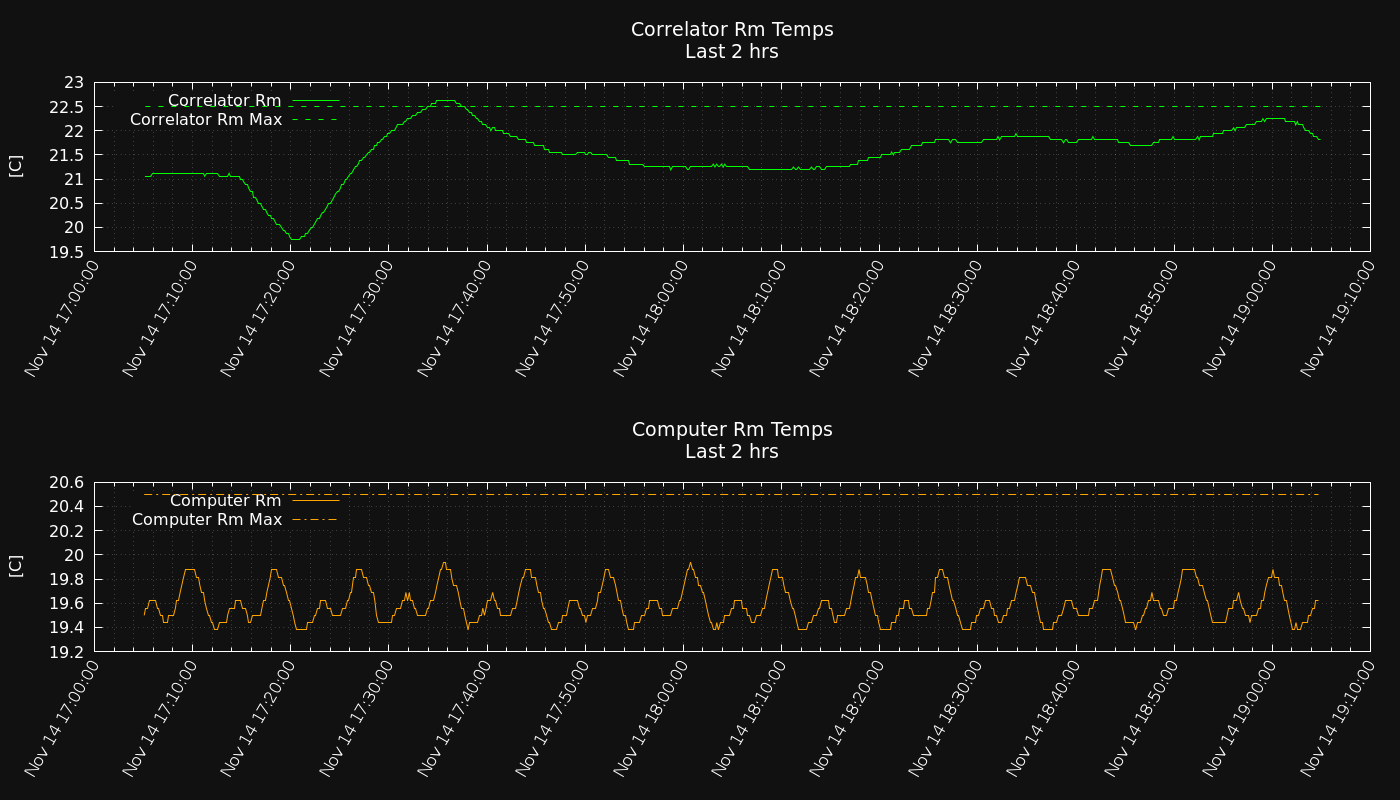 Correlator Rm Temps
Last 2 hrs
23
22.5
22
21.5
21
20.5
20
19.5
[C]
Correlator Rm
Correlator Rm Max
Nov 14 17:00:00
Nov 14 17:10:00
Nov 14 17:20:00
Nov 14 17:30:00
Nov 14 17:40:00
Nov 14 17:50:00
Nov 14 18:00:00
Nov 14 18:10:00
Nov 14 18:20:00
Nov 14 18:30:00
Nov 14 18:40:00
Nov 14 18:50:00
Nov 14 19:00:00
Nov 14 19:10:00
Computer Rm Temps
Last 2 hrs
20.6
20.4
20.2
20
19.8
19.6
19.4
19.2
[C]
Computer Rm
Computer Rm Max
Nov 14 17:00:00
Nov 14 17:10:00
Nov 14 17:20:00
Nov 14 17:30:00
Nov 14 17:40:00
Nov 14 17:50:00
Nov 14 18:00:00
Nov 14 18:10:00
Nov 14 18:20:00
Nov 14 18:30:00
Nov 14 18:40:00
Nov 14 18:50:00
Nov 14 19:00:00
Nov 14 19:10:00